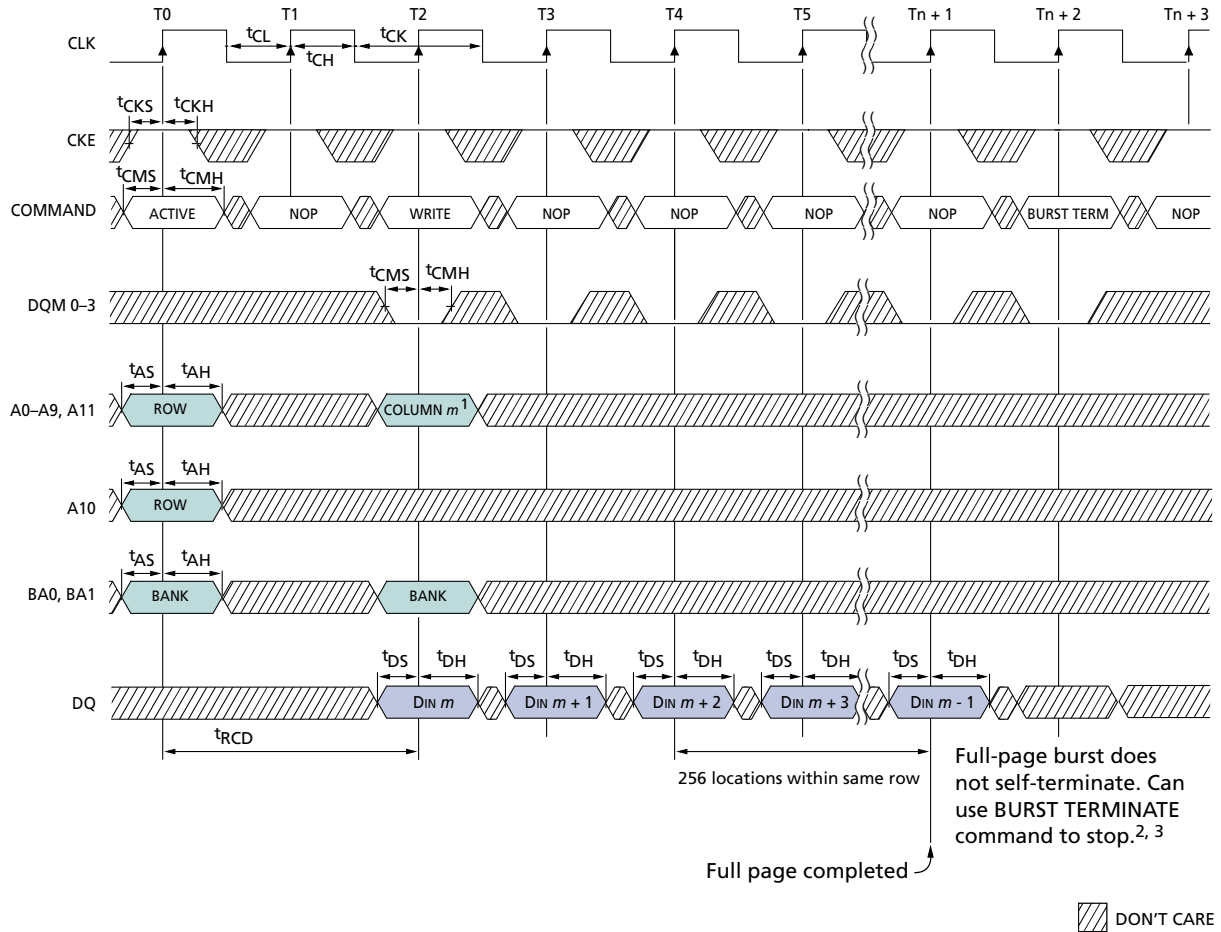 T0 T1 T2 T3 T4 T5 Tn + 1 Tn + 2 Tn + 3
CLK
tCL tCK
tCH
tCKS tCKH
CKE
tCMS tCMH
COMMAND ACTIVE NOP WRITE NOP NOP NOP NOP BURST TERM NOP
tCMS tCMH
DQM 0–3
tAS tAH
A0–A9, A11 ROW COLUMN m1
tAS tAH
A10 ROW
tAS tAH
BA0, BA1 BANK BANK
tDS tDH tDS tDH tDS tDH tDS tDH tDS tDH
DQ DIN m DIN m + 1 DIN m + 2 DIN m + 3 DIN m - 1
tRCD
256 locations within same row
Full-page burst does
not self-terminate. Can
use BURST TERMINATE
command to stop.2, 3
Full page completed
DON'T CARE